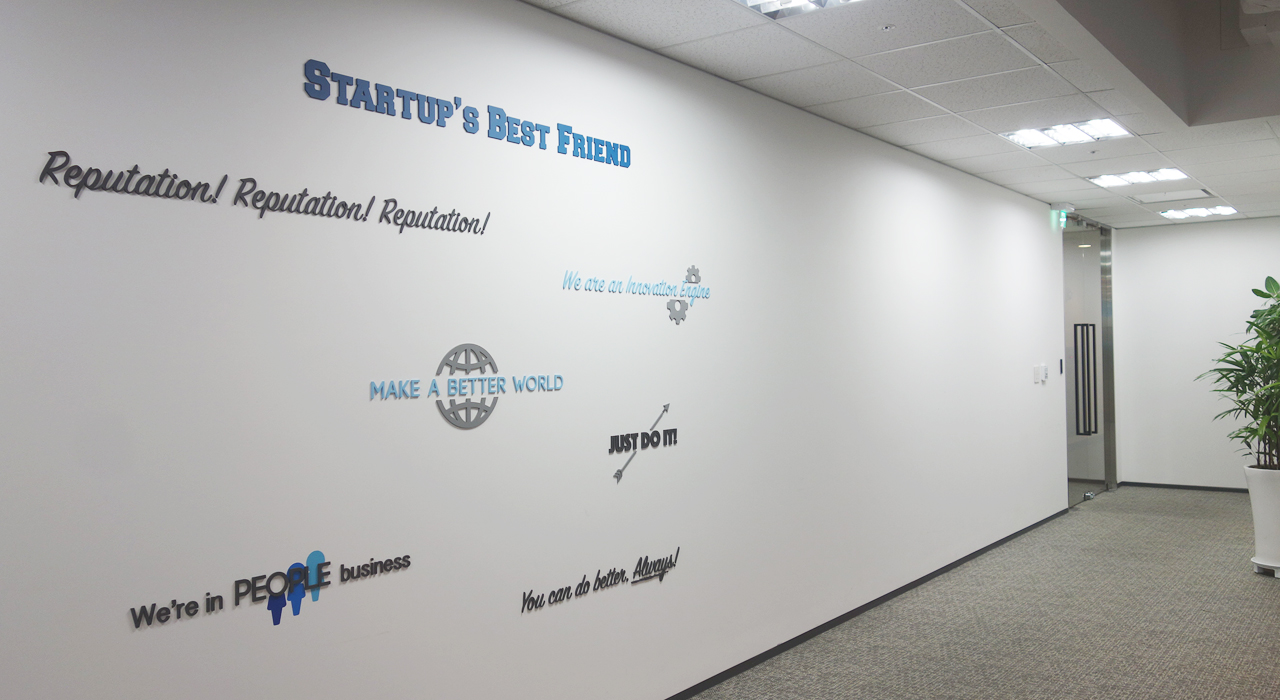 STARTUP'S BEST FRIEND
Reputation! Reputation! Reputation!
We are an Innovation Engine
MAKE A BETTER WORLD
JUST DO IT!
We're in PEOPLE business
You can do better. Always!